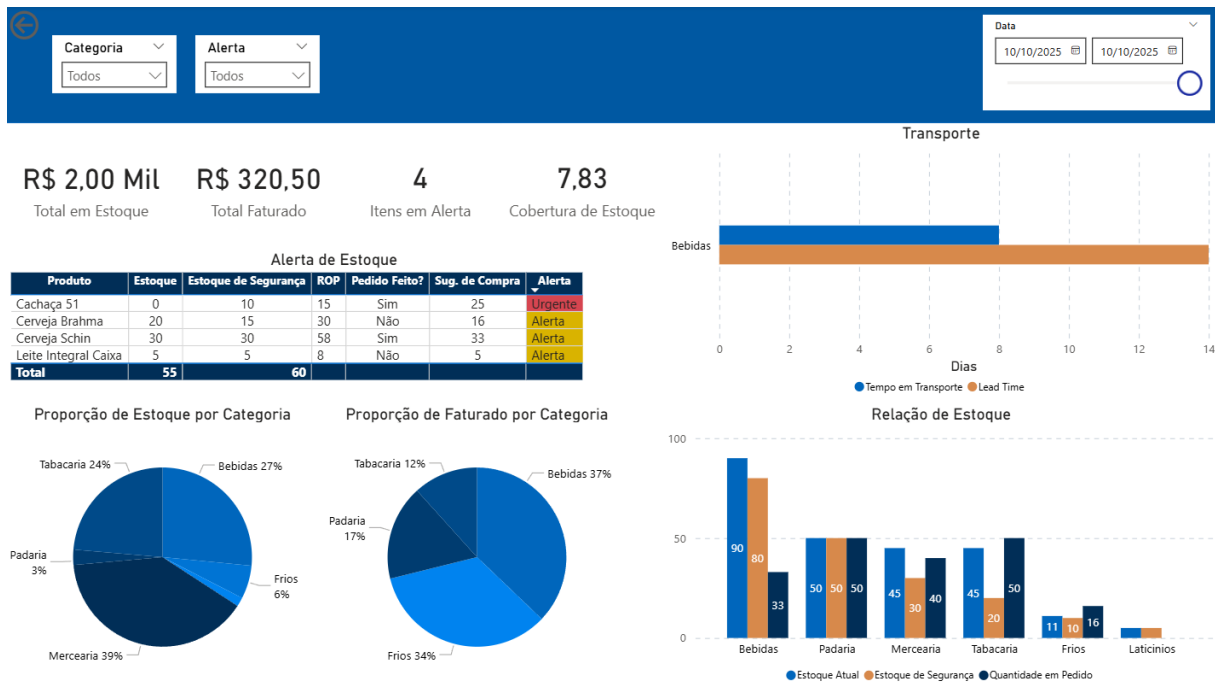 Categoria
Todos
Alerta
Todos
Data
10/10/2025 10/10/2025
R$ 2,00 Mil
Total em Estoque
R$ 320,50
Total Faturado
4
Itens em Alerta
7,83
Cobertura de Estoque
Transporte
Bebidas
0 2 4 6 8 10 12 14
Dias
Tempo em Transporte Lead Time
Alerta de Estoque
Produto Estoque Estoque de Segurança ROP Pedido Feito? Sug. de Compra Alerta
Cachaça 51 0 10 15 Sim 25 Urgente
Cerveja Brahma 20 15 30 Não 16 Alerta
Cerveja Schin 30 30 58 Sim 33 Alerta
Leite Integral Caixa 5 5 8 Não 5 Alerta
Total 55 60
Proporção de Estoque por Categoria
Tabacaria 24%
Bebidas 27%
Padaria
3%
Frios
6%
Mercearia 39%
Proporção de Faturado por Categoria
Tabacaria 12%
Bebidas 37%
Padaria
17%
Frios 34%
Relação de Estoque
100
50
0
90 80 33
50 50 50
45 30 40
45 20 50
11 10 16
Bebidas Padaria Mercearia Tabacaria Frios Laticinios
Estoque Atual Estoque de Segurança Quantidade em Pedido